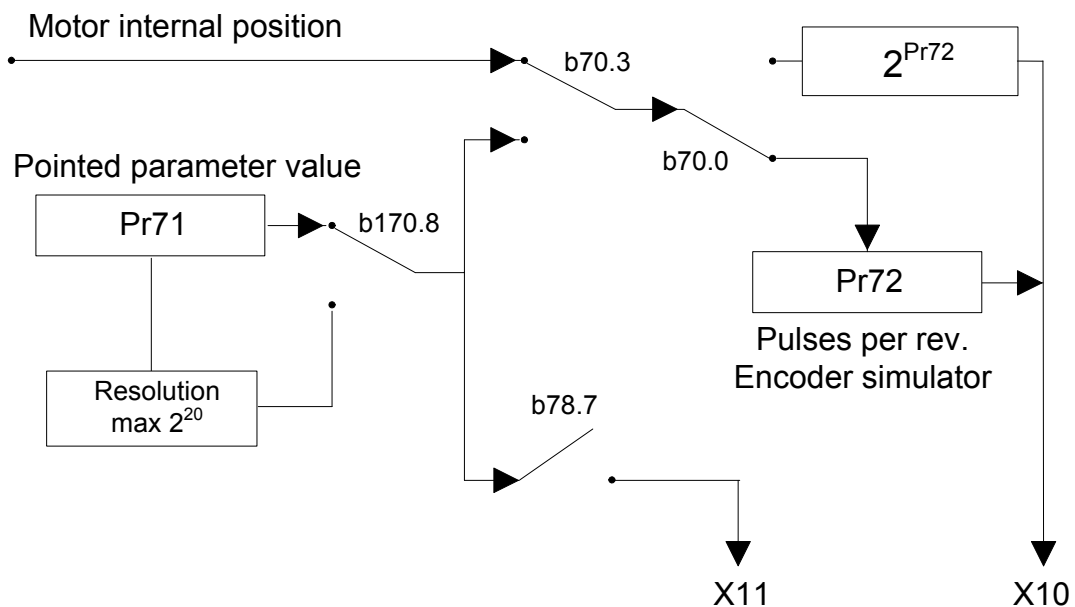 Motor internal position
b70.3
2^Pr72
b70.0
Pointed parameter value
Pr71
b170.8
Pr72
Pulses per rev.
Encoder simulator
Resolution
max 2^20
b78.7
X11
X10